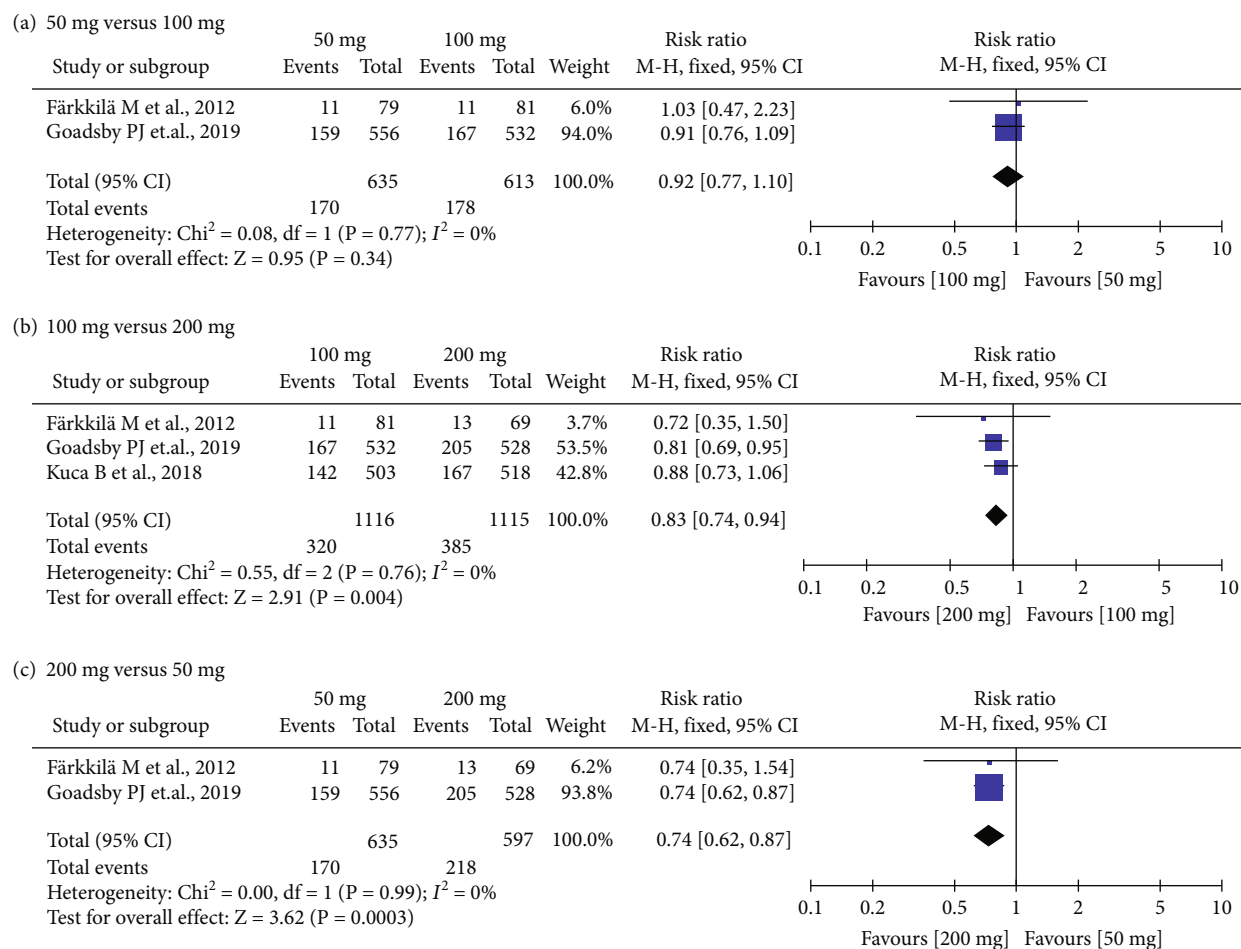 (a) 50 mg versus 100 mg
50 mg 100 mg Risk ratio Risk ratio
Study or subgroup Events Total Events Total Weight M-H, fixed, 95% CI M-H, fixed, 95% CI
Färkkilä M et al., 2012 11 79 11 81 6.0% 1.03 [0.47, 2.23]
Goadsby PJ et.al., 2019 159 556 167 532 94.0% 0.91 [0.76, 1.09]
Total (95% CI) 635 613 100.0% 0.92 [0.77, 1.10]
Total events 170 178
Heterogeneity: Chi² = 0.08, df = 1 (P = 0.77); I² = 0%
Test for overall effect: Z = 0.95 (P = 0.34)
0.1 0.2 0.5 1 2 5 10
Favours [100 mg] Favours [50 mg]
(b) 100 mg versus 200 mg
100 mg 200 mg Risk ratio Risk ratio
Study or subgroup Events Total Events Total Weight M-H, fixed, 95% CI M-H, fixed, 95% CI
Färkkilä M et al., 2012 11 81 13 69 3.7% 0.72 [0.35, 1.50]
Goadsby PJ et.al., 2019 167 532 205 528 53.5% 0.81 [0.69, 0.95]
Kuca B et al., 2018 142 503 167 518 42.8% 0.88 [0.73, 1.06]
Total (95% CI) 1116 1115 100.0% 0.83 [0.74, 0.94]
Total events 320 385
Heterogeneity: Chi² = 0.55, df = 2 (P = 0.76); I² = 0%
Test for overall effect: Z = 2.91 (P = 0.004)
0.1 0.2 0.5 1 2 5 10
Favours [200 mg] Favours [100 mg]
(c) 200 mg versus 50 mg
50 mg 200 mg Risk ratio Risk ratio
Study or subgroup Events Total Events Total Weight M-H, fixed, 95% CI M-H, fixed, 95% CI
Färkkilä M et al., 2012 11 79 13 69 6.2% 0.74 [0.35, 1.54]
Goadsby PJ et.al., 2019 159 556 205 528 93.8% 0.74 [0.62, 0.87]
Total (95% CI) 635 597 100.0% 0.74 [0.62, 0.87]
Total events 170 218
Heterogeneity: Chi² = 0.00, df = 1 (P = 0.99); I² = 0%
Test for overall effect: Z = 3.62 (P = 0.0003)
0.1 0.2 0.5 1 2 5 10
Favours [200 mg] Favours [50 mg]